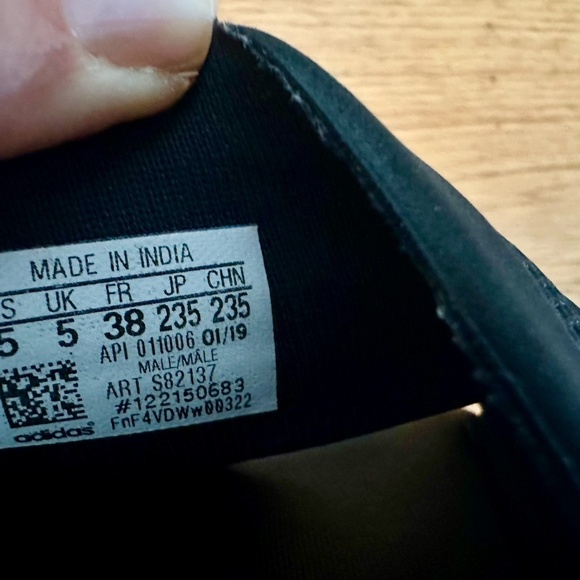 MADE IN INDIA
S UK FR JP CHN
5 5 38 235 235
API 011006 01/19
MALE/MÂLE
ART S82137
#122150683
FnF4VDWw00322
adidas